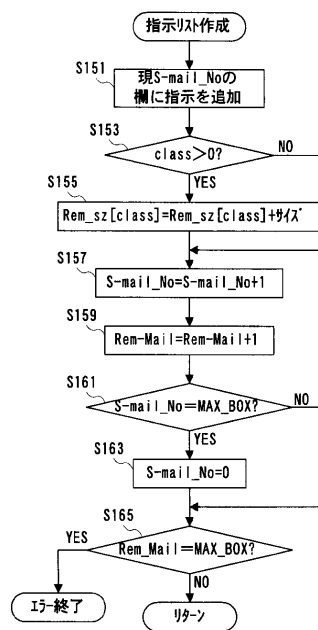 指示リスト作成
S151
現S-mail_Noの
欄に指示を追加
S153
class>0?
NO
YES
S155
Rem_sz[class]=Rem_sz[class]+サイズ
S157
S-mail_No=S-mail_No+1
S159
Rem-Mail=Rem-Mail+1
S161
S-mail_No=MAX_BOX?
NO
YES
S163
S-mail_No=0
S165
YES
Rem_Mail=MAX_BOX?
NO
エラー終了
リターン